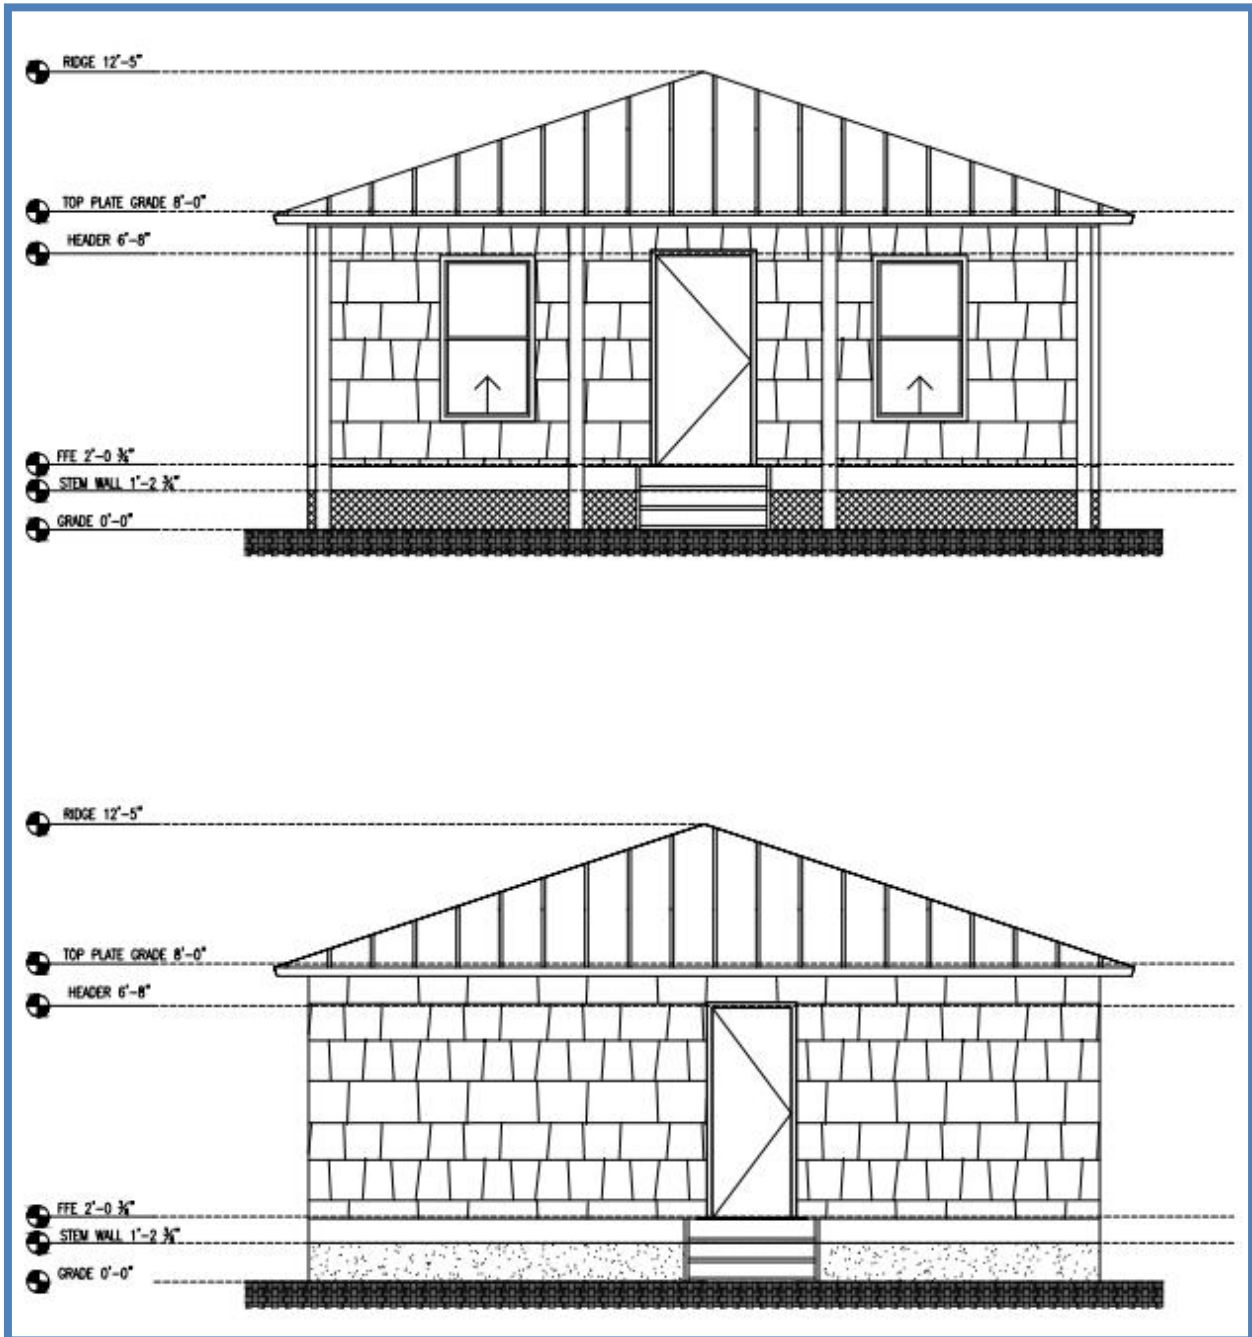 RIDGE 12'-5"
TOP PLATE GRADE 8'-0"
HEADER 6'-8"
FFE 2'-0 ¾"
STEM WALL 1'-2 ¾"
GRADE 0'-0"
RIDGE 12'-5"
TOP PLATE GRADE 8'-0"
HEADER 6'-8"
FFE 2'-0 ¾"
STEM WALL 1'-2 ¾"
GRADE 0'-0"